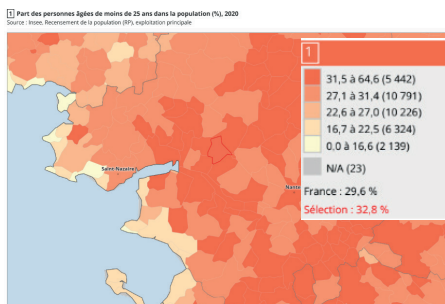 1 Part des personnes âgées de moins de 25 ans dans la population (%), 2020
Source : Insee, Recensement de la population (RP), exploitation principale
1
31,5 à 64,6 (5 442)
27,1 à 31,4 (10 791)
22,6 à 27,0 (10 226)
16,7 à 22,5 (6 324)
0,0 à 16,6 (2 139)
N/A (23)
Saint Nazaire
Nante
France : 29,6 %
Sélection : 32,8 %